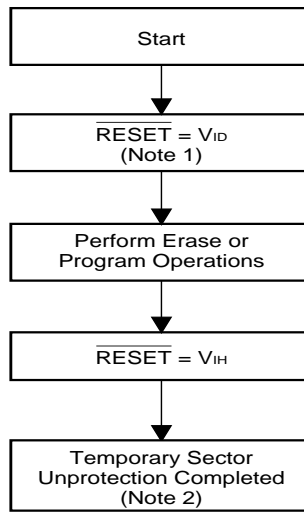 Start
RESET = VID
(Note 1)
Perform Erase or
Program Operations
RESET = VIH
Temporary Sector
Unprotection Completed
(Note 2)